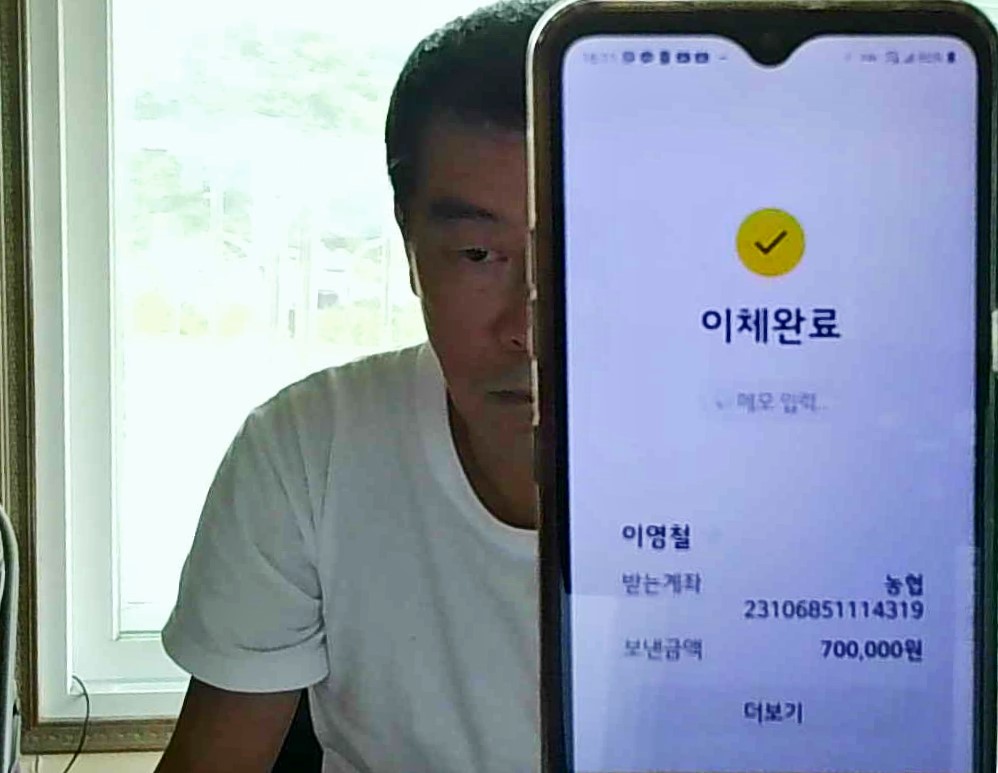 이체완료
메모 입력..
이영철
받는계좌 농협
23106851114319
보낸금액 700,000원
더보기